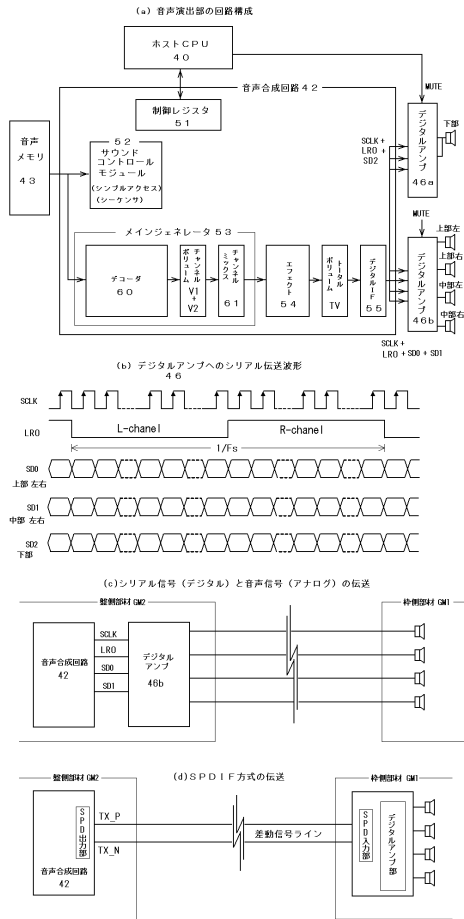 (a) 音声演出部の回路構成
ホストCPU
40
音声合成回路42
MUTE
制御レジスタ
51
音声
メモリ
43
52
サウンド
コントロール
モジュール
(シンプルアクセス)
(シーケンサ)
SCLK+
LRO+
SD2
デジタルアンプ
46a
下部
メインジェネレータ53
デコーダ
60
チャンネル
ボリューム
V1
+
V2
チャンネル
ミックス
61
エフェクト
54
トータル
ボリューム
TV
デジタルIF
55
MUTE
デジタルアンプ
46b
上部左
上部右
中部左
中部右
SCLK+
LRO+SD0+SD1
(b) デジタルアンプへのシリアル伝送波形
46
SCLK
LRO
L-chanel
R-chanel
1/Fs
SD0
上部 左右
SD1
中部 左右
SD2
下部
(c)シリアル信号(デジタル)と音声信号(アナログ)の伝送
盤側部材GM2
枠側部材GM1
音声合成回路
42
SCLK
LRO
SD0
SD1
デジタル
アンプ
46b
(d)SPDIF方式の伝送
盤側部材GM2
枠側部材GM1
SPD出力部
音声合成回路
42
TX_P
TX_N
差動信号ライン
SPD入力部
デジタルアンプ部